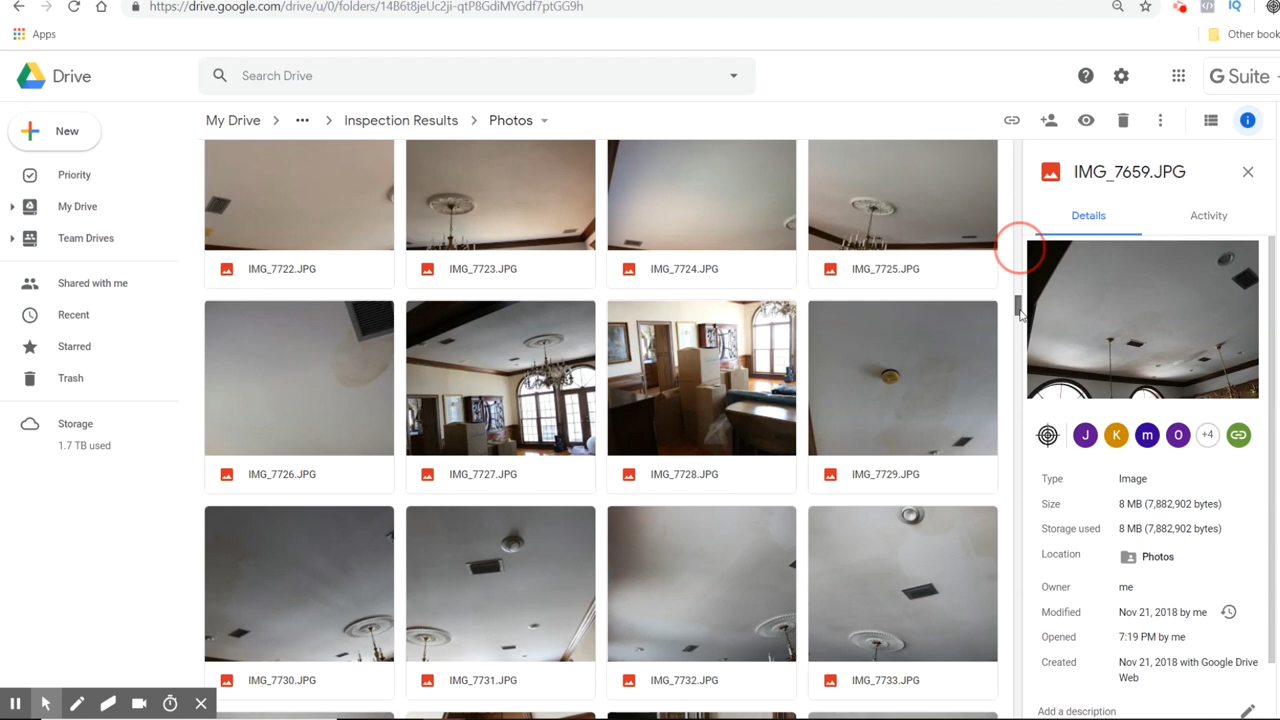 https://drive.google.com/drive/u/0/folders/14B6t8jeUc2ji-qtP8GdiMYGdf7ptGG9h
Apps
Other book
Drive
Search Drive
G Suite
New
My Drive
Inspection Results
Photos
IMG_7659.JPG
Details
Activity
Priority
My Drive
Team Drives
Shared with me
Recent
Starred
Trash
Storage
1.7 TB used
IMG_7722.JPG
IMG_7723.JPG
IMG_7724.JPG
IMG_7725.JPG
IMG_7726.JPG
IMG_7727.JPG
IMG_7728.JPG
IMG_7729.JPG
IMG_7730.JPG
IMG_7731.JPG
IMG_7732.JPG
IMG_7733.JPG
J K m O +4
Type Image
Size 8 MB (7,882,902 bytes)
Storage used 8 MB (7,882,902 bytes)
Location Photos
Owner me
Modified Nov 21, 2018 by me
Opened 7:19 PM by me
Created Nov 21, 2018 with Google Drive
Web
Add a description